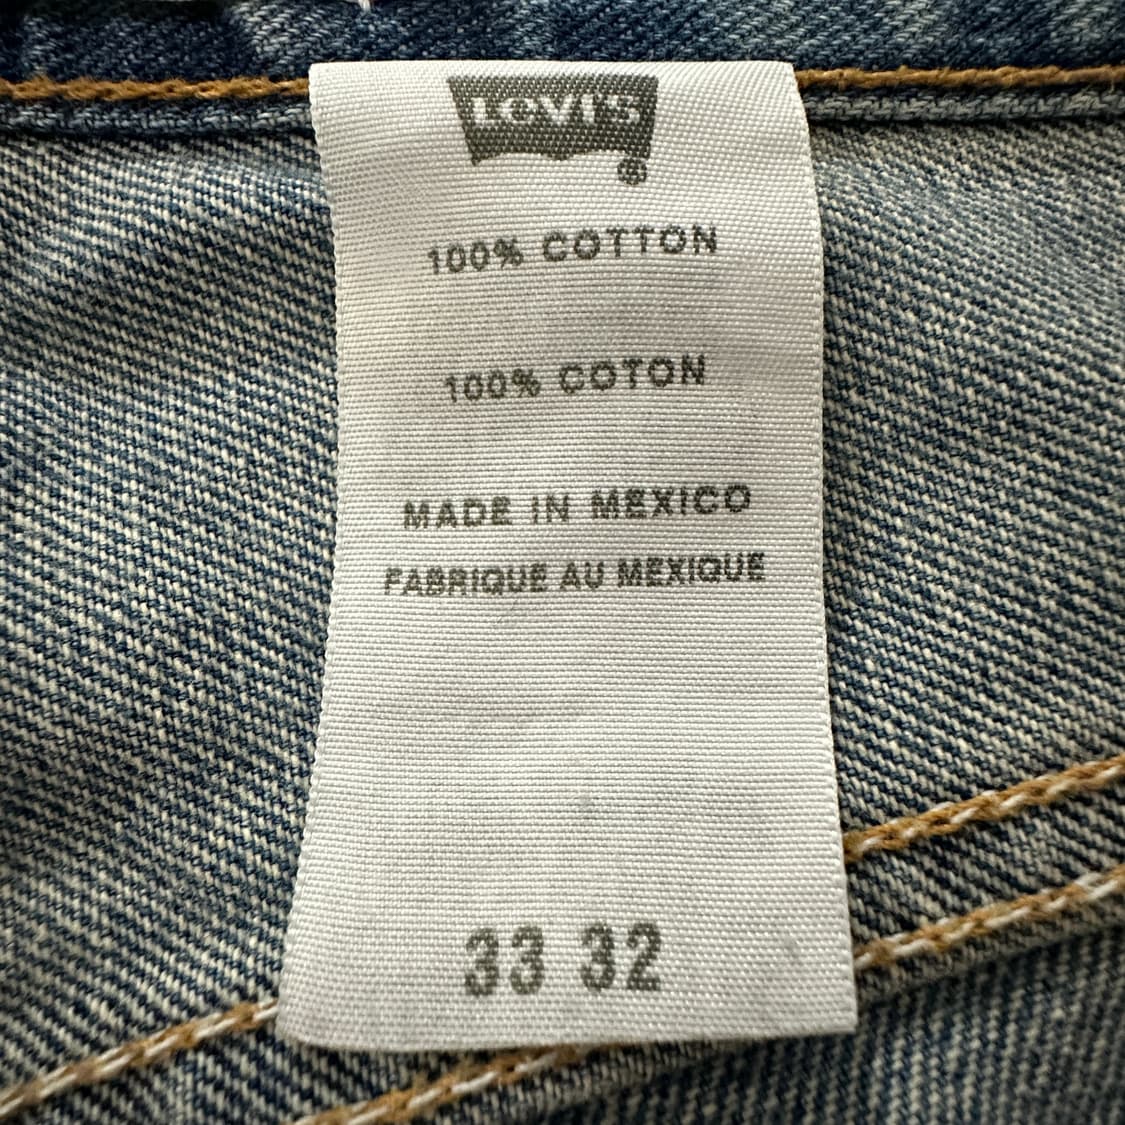 Levi's
®
100% COTTON
100% COTON
MADE IN MEXICO
FABRIQUE AU MEXIQUE
33 32